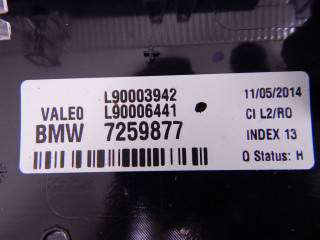 L90003942
VALEO L90006441
BMW 7259877
11/05/2014
CI L2/RO
INDEX 13
Q Status: H